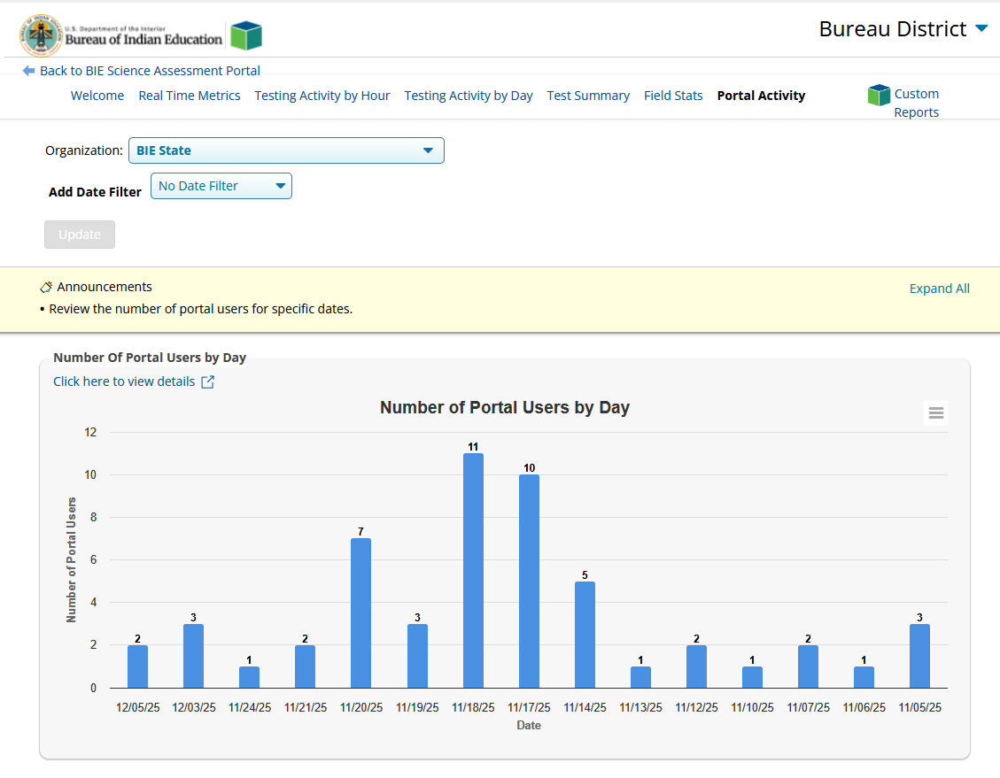 U.S. Department of the Interior
Bureau of Indian Education
Bureau District
Back to BIE Science Assessment Portal
Welcome Real Time Metrics Testing Activity by Hour Testing Activity by Day Test Summary Field Stats Portal Activity
Custom
Reports
Organization: BIE State
Add Date Filter No Date Filter
Update
Announcements
Expand All
• Review the number of portal users for specific dates.
Number Of Portal Users by Day
Click here to view details
Number of Portal Users by Day
Number of Portal Users
12
10
8
6
4
2
0
2 3 1 2 7 3 11 10 5 1 2 1 2 1 3
12/05/25 12/03/25 11/24/25 11/21/25 11/20/25 11/19/25 11/18/25 11/17/25 11/14/25 11/13/25 11/12/25 11/10/25 11/07/25 11/06/25 11/05/25
Date